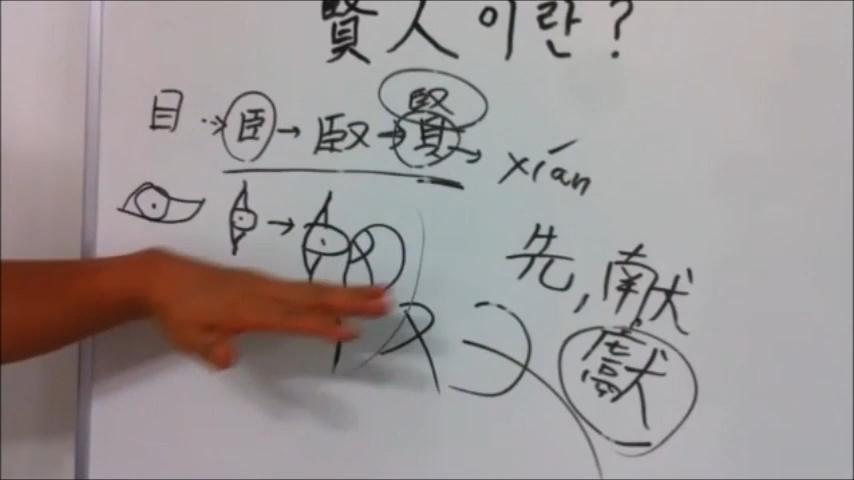 賢人이란?
目 → 臣 → 臤 → 賢 → xián
先, 献
獻